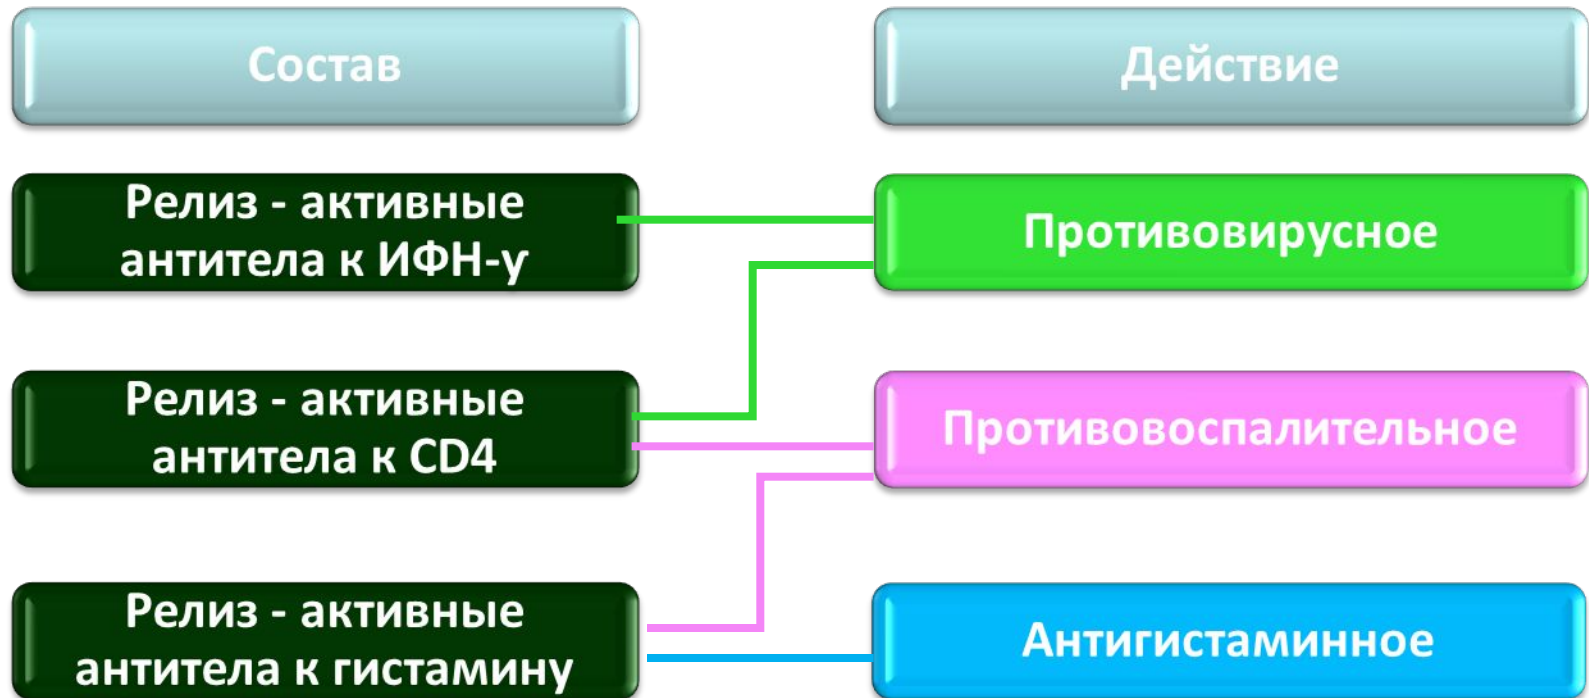 Состав
Действие
Релиз - активные
антитела к ИФН-γ
Противовирусное
Релиз - активные
антитела к CD4
Противовоспалительное
Релиз - активные
антитела к гистамину
Антигистаминное